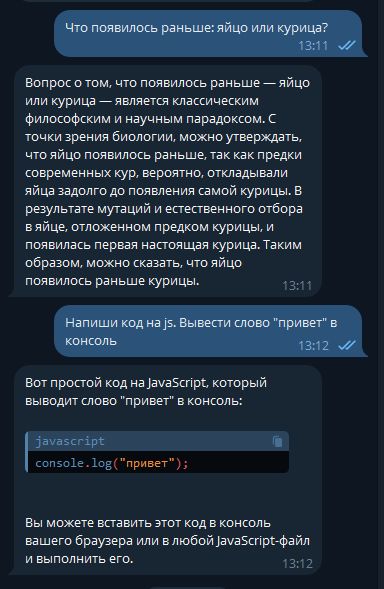 Что появилось раньше: яйцо или курица?
13:11
Вопрос о том, что появилось раньше — яйцо
или курица — является классическим
философским и научным парадоксом. С
точки зрения биологии, можно утверждать,
что яйцо появилось раньше, так как предки
современных кур, вероятно, откладывали
яйца задолго до появления самой курицы. В
результате мутаций и естественного отбора
в яйце, отложенном предком курицы, и
появилась первая настоящая курица. Таким
образом, можно сказать, что яйцо
появилось раньше курицы.
13:11
Напиши код на js. Вывести слово "привет" в
консоль
13:12
Вот простой код на JavaScript, который
выводит слово "привет" в консоль:
javascript
console.log("привет");
Вы можете вставить этот код в консоль
вашего браузера или в любой JavaScript-файл
и выполнить его.
13:12